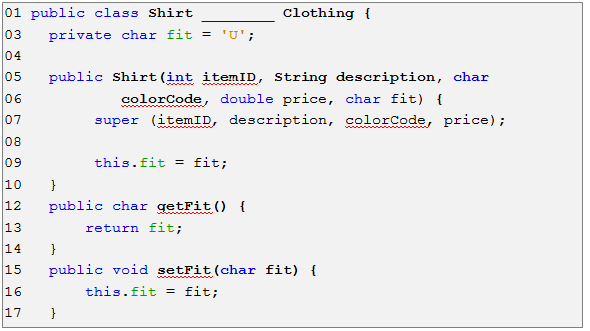 01 public class Shirt ________ Clothing {
03 private char fit = 'U';
04
05 public Shirt(int itemID, String description, char
06 colorCode, double price, char fit) {
07 super (itemID, description, colorCode, price);
08
09 this.fit = fit;
10 }
12 public char getFit() {
13 return fit;
14 }
15 public void setFit(char fit) {
16 this.fit = fit;
17 }